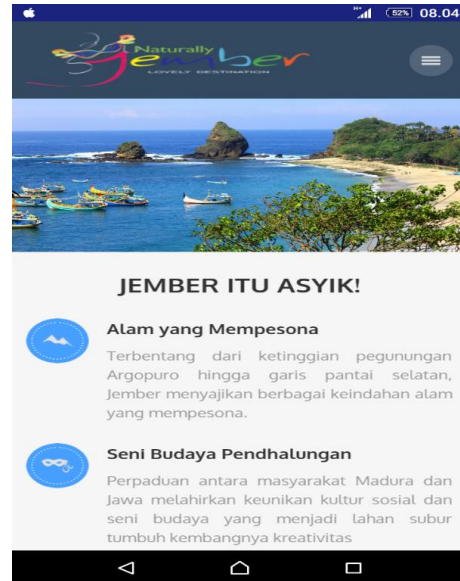 H+ 52% 08.04
Naturally
Jember
LOVELY DESTINATION
JEMBER ITU ASYIK!
Alam yang Mempesona
Terbentang dari ketinggian pegunungan
Argopuro hingga garis pantai selatan,
Jember menyajikan berbagai keindahan alam
yang mempesona.
Seni Budaya Pendhalungan
Perpaduan antara masyarakat Madura dan
Jawa melahirkan keunikan kultur sosial dan
seni budaya yang menjadi lahan subur
tumbuh kembangnya kreativitas